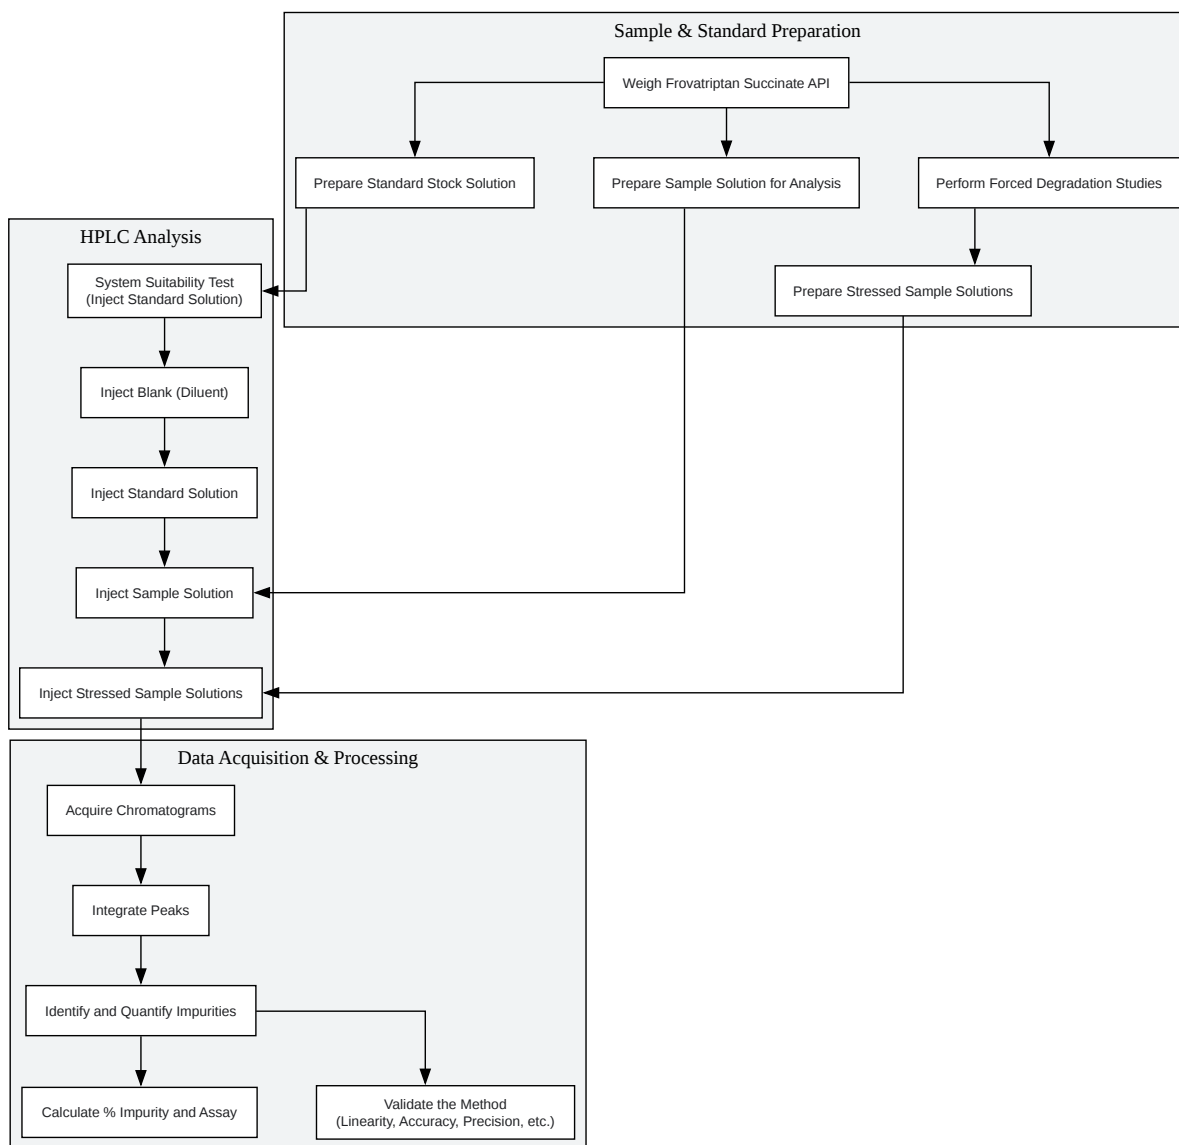 Sample & Standard Preparation
Weigh Frovatriptan Succinate API
Prepare Standard Stock Solution
Prepare Sample Solution for Analysis
Perform Forced Degradation Studies
Prepare Stressed Sample Solutions
HPLC Analysis
System Suitability Test
(Inject Standard Solution)
Inject Blank (Diluent)
Inject Standard Solution
Inject Sample Solution
Inject Stressed Sample Solutions
Data Acquisition & Processing
Acquire Chromatograms
Integrate Peaks
Identify and Quantify Impurities
Calculate % Impurity and Assay
Validate the Method
(Linearity, Accuracy, Precision, etc.)